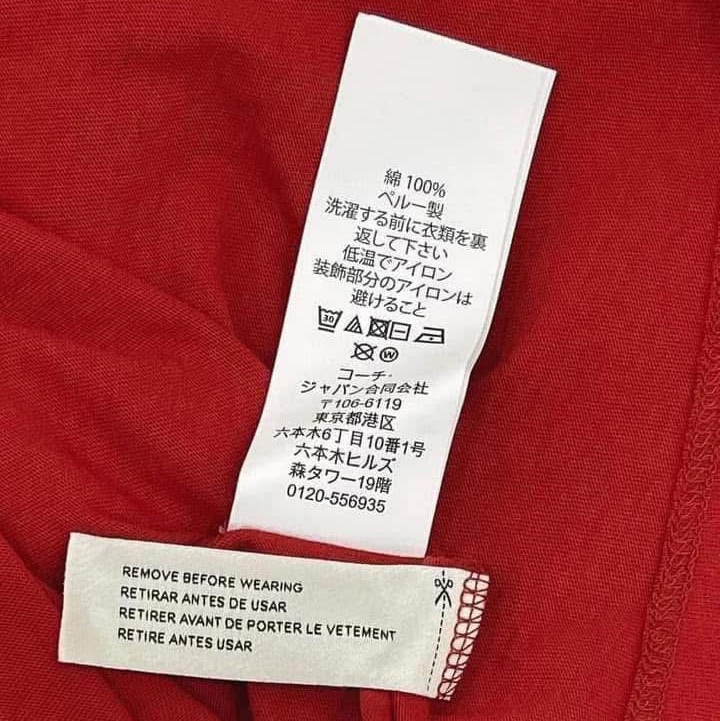 綿 100%
ペルー製
洗濯する前に衣類を裏
返して下さい
低温でアイロン
装飾部分のアイロンは
避けること
30
W
コーチ·
ジャパン合同会社
〒106-6119
東京都港区
六本木6丁目10番1号
六本木ヒルズ
森タワー19階
0120-556935
REMOVE BEFORE WEARING
RETIRAR ANTES DE USAR
RETIRER AVANT DE PORTER LE VETEMENT
RETIRE ANTES USAR